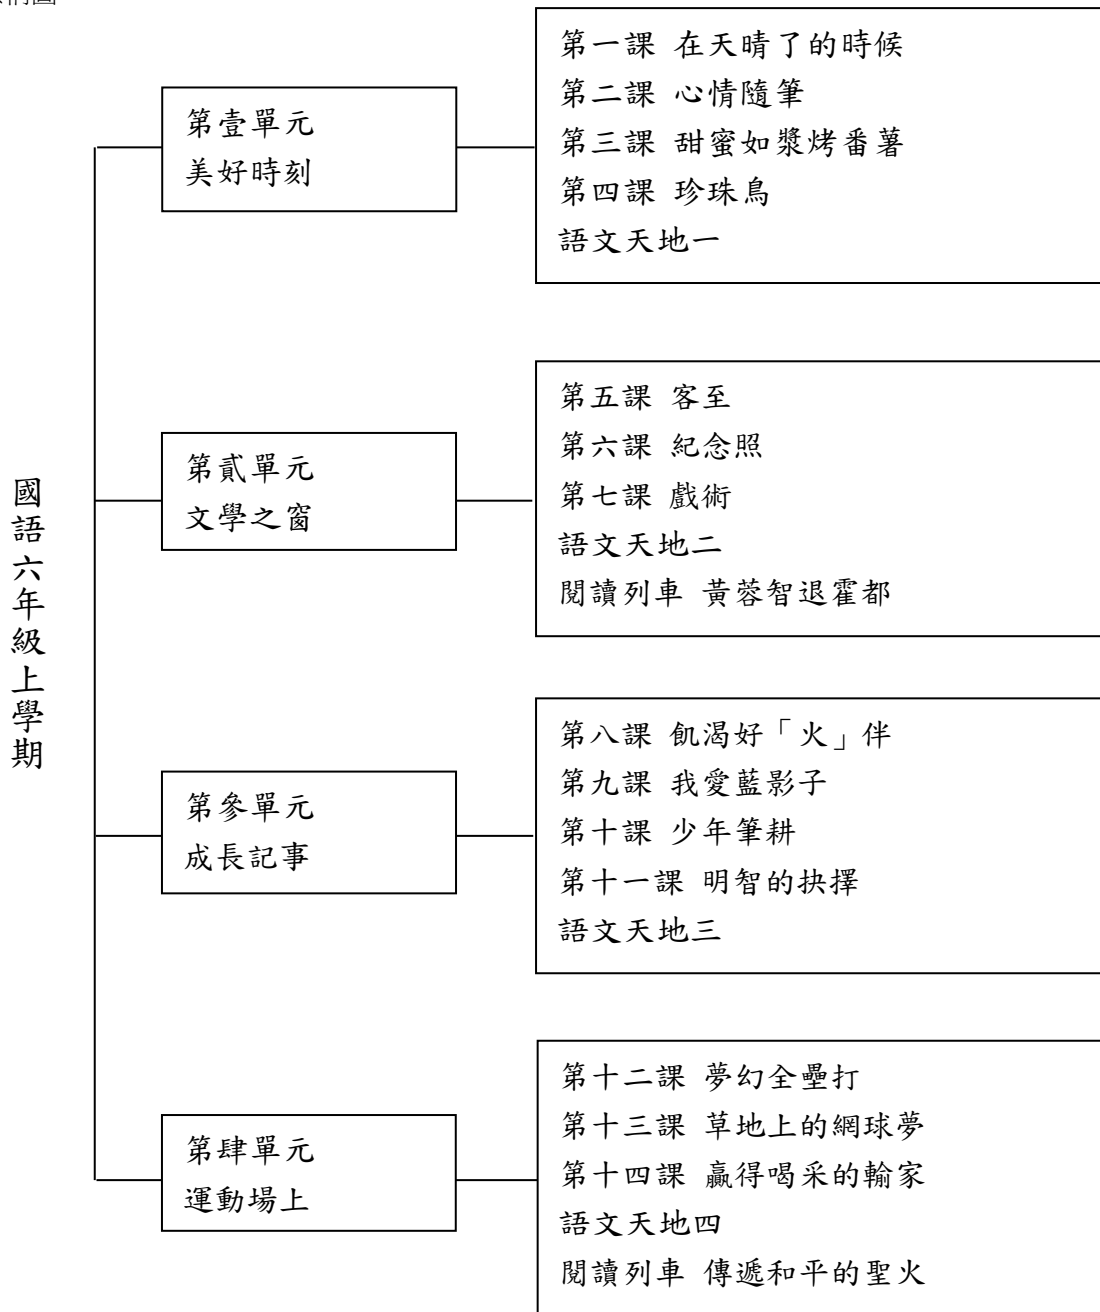 國語六年級上學期
第壹單元
美好時刻
第一課 在天晴了的時候
第二課 心情隨筆
第三課 甜蜜如漿烤番薯
第四課 珍珠鳥
語文天地一
第貳單元
文學之窗
第五課 客至
第六課 紀念照
第七課 戲術
語文天地二
閱讀列車 黃蓉智退霍都
第參單元
成長記事
第八課 飢渴好「火」伴
第九課 我愛藍影子
第十課 少年筆耕
第十一課 明智的抉擇
語文天地三
第肆單元
運動場上
第十二課 夢幻全壘打
第十三課 草地上的網球夢
第十四課 贏得喝采的輸家
語文天地四
閱讀列車 傳遞和平的聖火